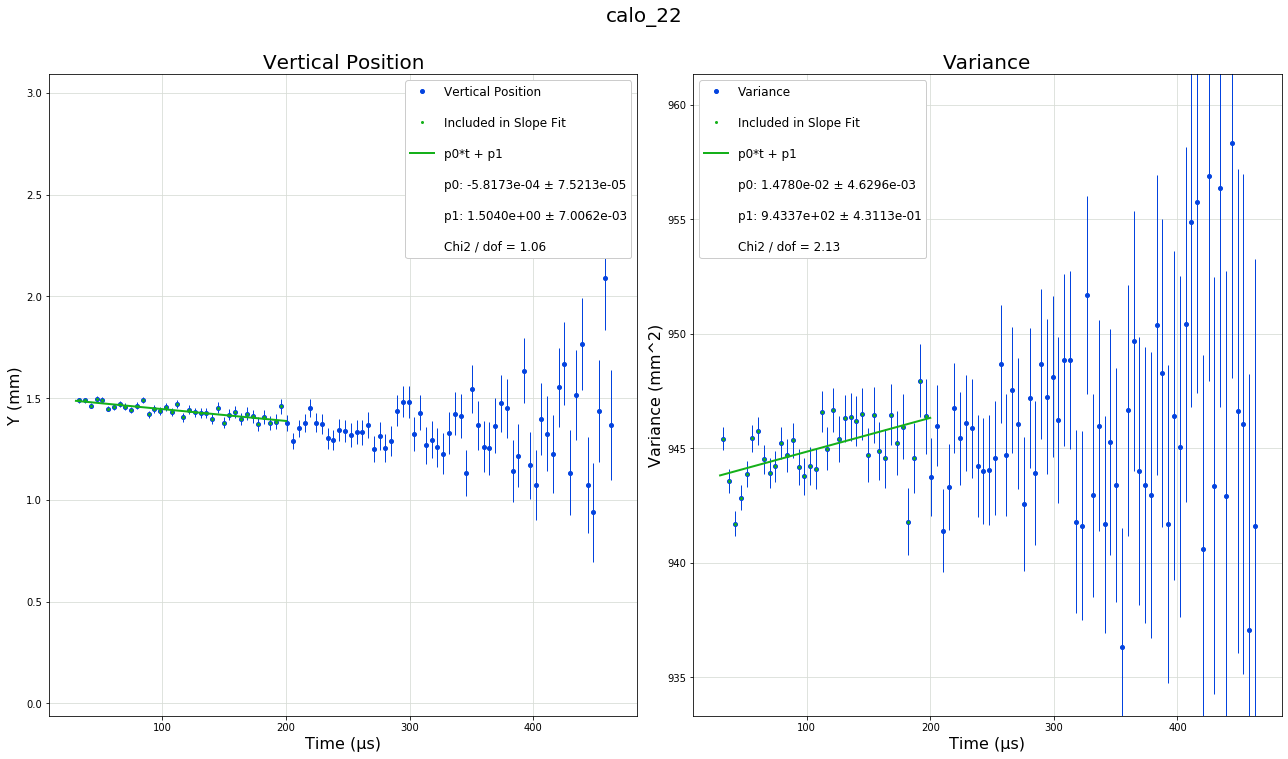 calo_22
Vertical Position
Vertical Position
Included in Slope Fit
p0*t + p1
p0: -5.8173e-04 ± 7.5213e-05
p1: 1.5040e+00 ± 7.0062e-03
Chi2 / dof = 1.06
Y (mm)
3.0
2.5
2.0
1.5
1.0
0.5
0.0
100
200
300
400
Time (μs)
Variance
Variance
Included in Slope Fit
p0*t + p1
p0: 1.4780e-02 ± 4.6296e-03
p1: 9.4337e+02 ± 4.3113e-01
Chi2 / dof = 2.13
Variance (mm^2)
960
955
950
945
940
935
100
200
300
400
Time (μs)